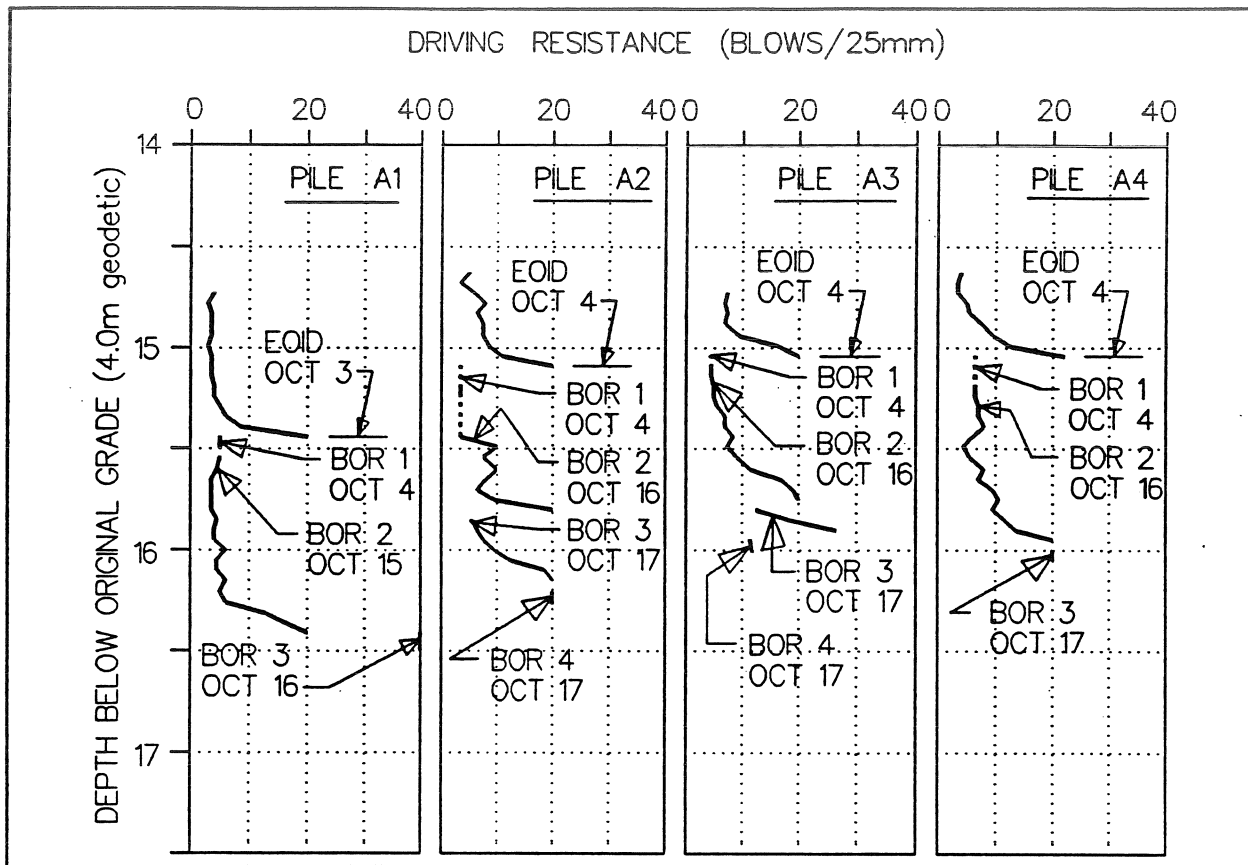 DRIVING RESISTANCE (BLOWS/25mm)
0 20 40 0 20 40 0 20 40 0 20 40
DEPTH BELOW ORIGINAL GRADE (4.0m geodetic)
14
15
16
17
PILE A1
EOID
OCT 3
BOR 1
OCT 4
BOR 2
OCT 15
BOR 3
OCT 16
PILE A2
EOID
OCT 4
BOR 1
OCT 4
BOR 2
OCT 16
BOR 3
OCT 17
BOR 4
OCT 17
PILE A3
EOID
OCT 4
BOR 1
OCT 4
BOR 2
OCT 16
BOR 3
OCT 17
BOR 4
OCT 17
PILE A4
EOID
OCT 4
BOR 1
OCT 4
BOR 2
OCT 16
BOR 3
OCT 17